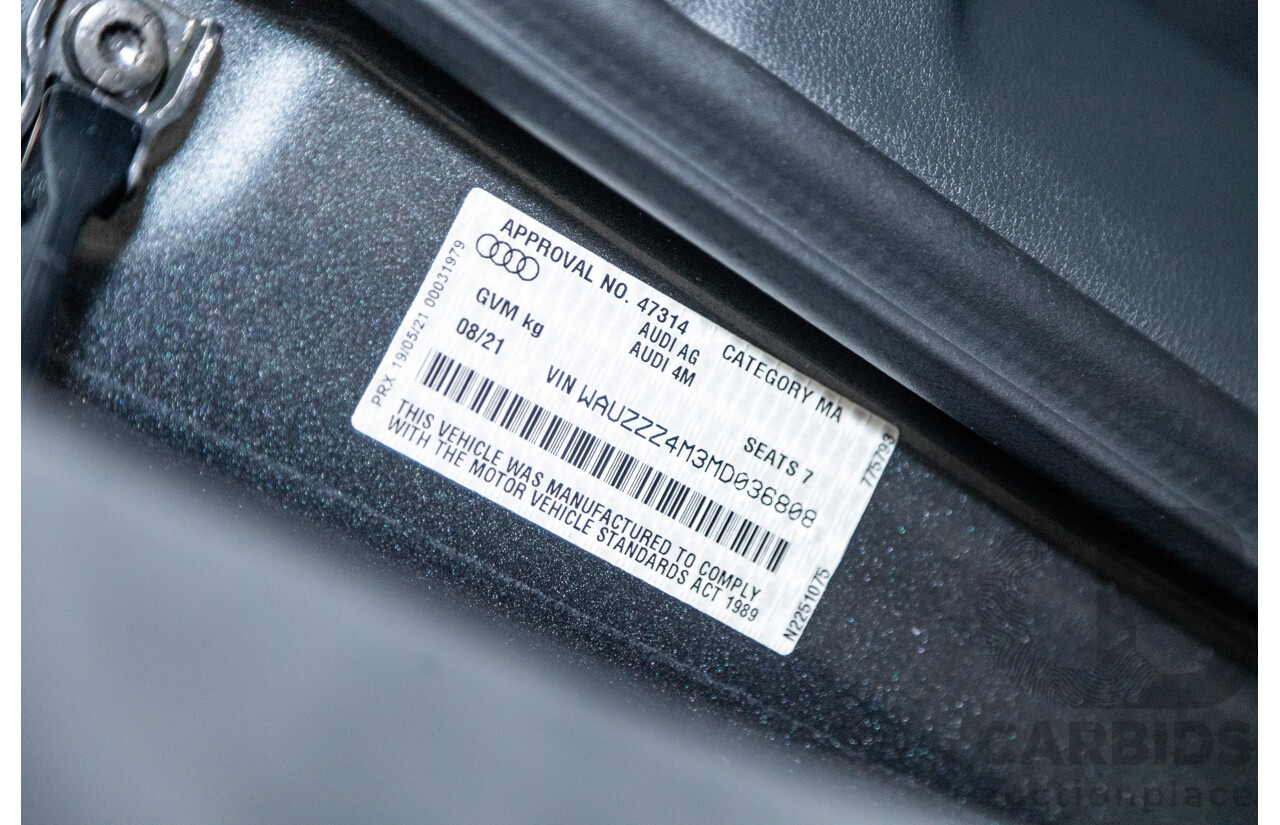 APPROVAL NO. 47314
CATEGORY MA
AUDI AG
AUDI 4M
GVM kg
SEATS 7
08/21
VIN WAUZZZ4M3MD036808
THIS VEHICLE WAS MANUFACTURED TO COMPLY
WITH THE MOTOR VEHICLE STANDARDS ACT 1989
PRX 19/05/21 00031979
775793
N2251075
CARBIDS
auctionplace